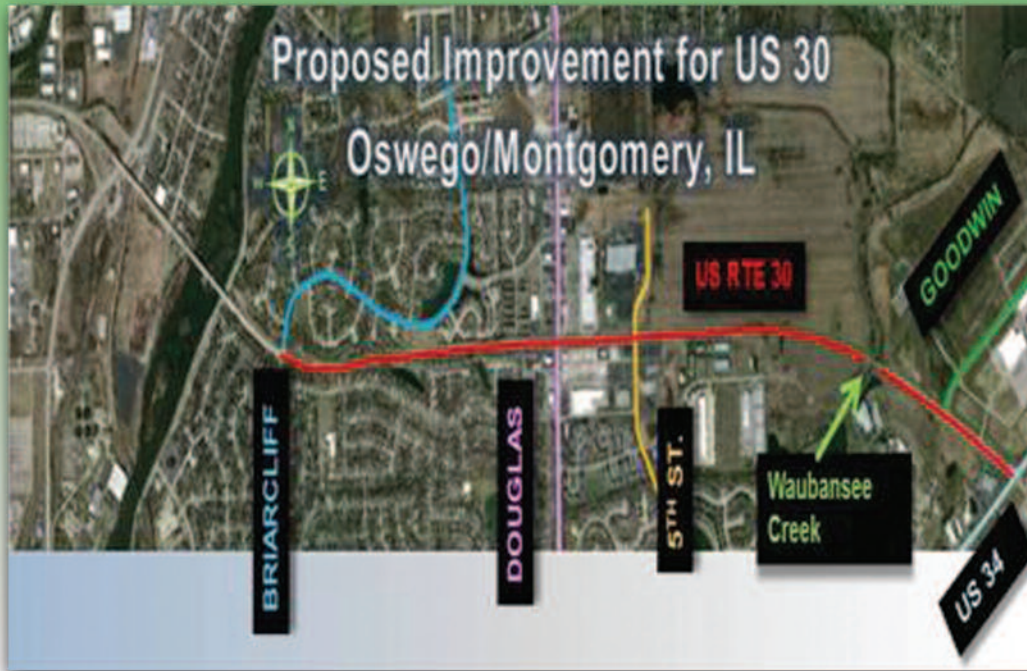 Proposed Improvement for US 30
Oswego/Montgomery, IL
E
US RTE 30
GOODWIN
BRIARCLIFF
DOUGLAS
5TH ST.
Waubansee
Creek
US 34